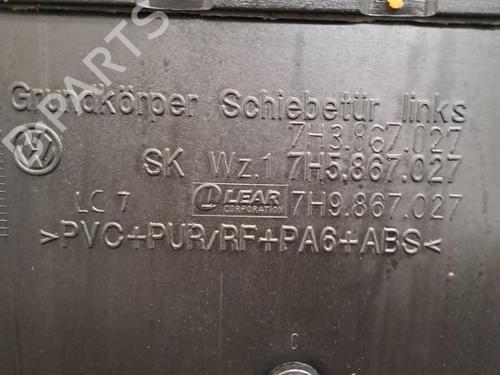 PARTS
Grundkörper Schiebetür links
7H3.867.027
SK Wz.1 7H5.867.027
LC 7 LEAR CORPORATION 7H9.867.027
>PVC+PUR/RF+PA6+ABS<
C